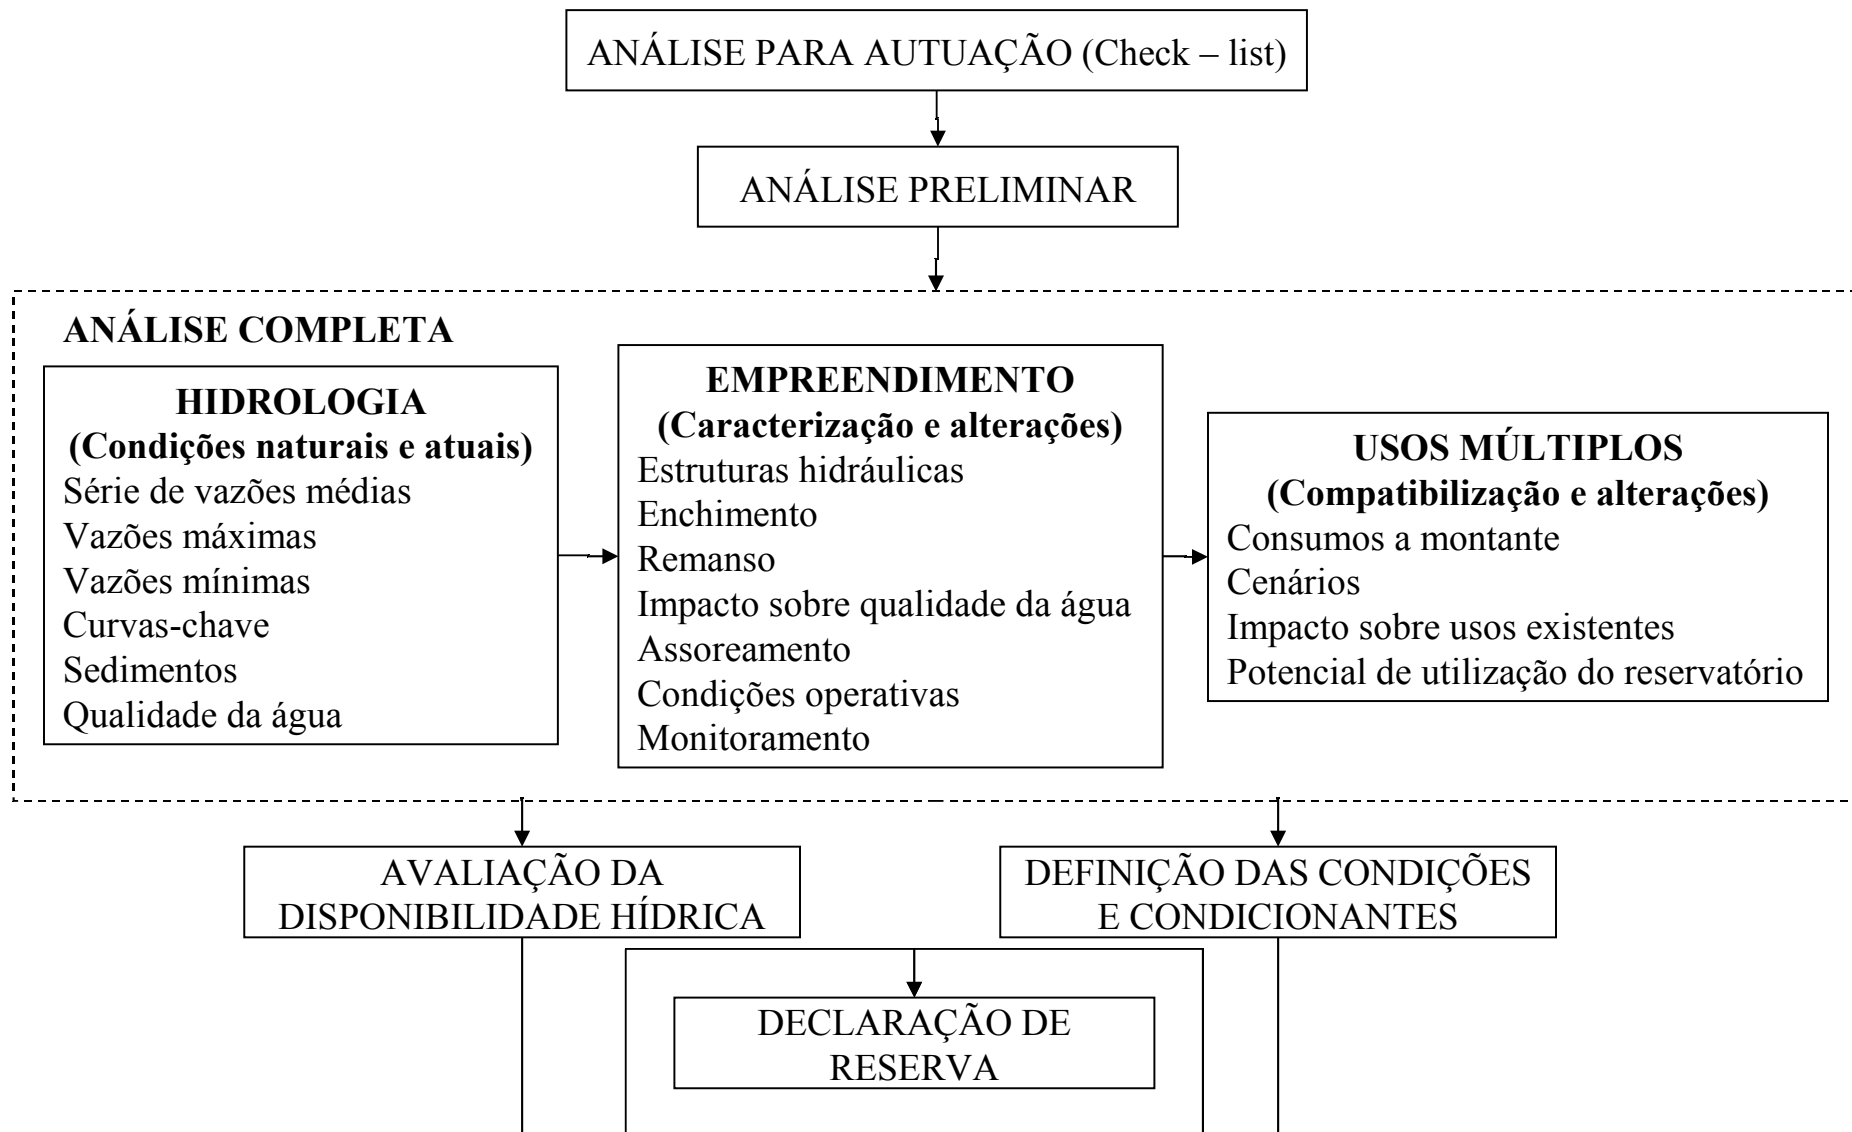 ANÁLISE PARA AUTUAÇÃO (Check – list)
ANÁLISE PRELIMINAR
ANÁLISE COMPLETA
HIDROLOGIA
(Condições naturais e atuais)
Série de vazões médias
Vazões máximas
Vazões mínimas
Curvas-chave
Sedimentos
Qualidade da água
EMPREENDIMENTO
(Caracterização e alterações)
Estruturas hidráulicas
Enchimento
Remanso
Impacto sobre qualidade da água
Assoreamento
Condições operativas
Monitoramento
USOS MÚLTIPLOS
(Compatibilização e alterações)
Consumos a montante
Cenários
Impacto sobre usos existentes
Potencial de utilização do reservatório
AVALIAÇÃO DA
DISPONIBILIDADE HÍDRICA
DEFINIÇÃO DAS CONDIÇÕES
E CONDICIONANTES
DECLARAÇÃO DE
RESERVA